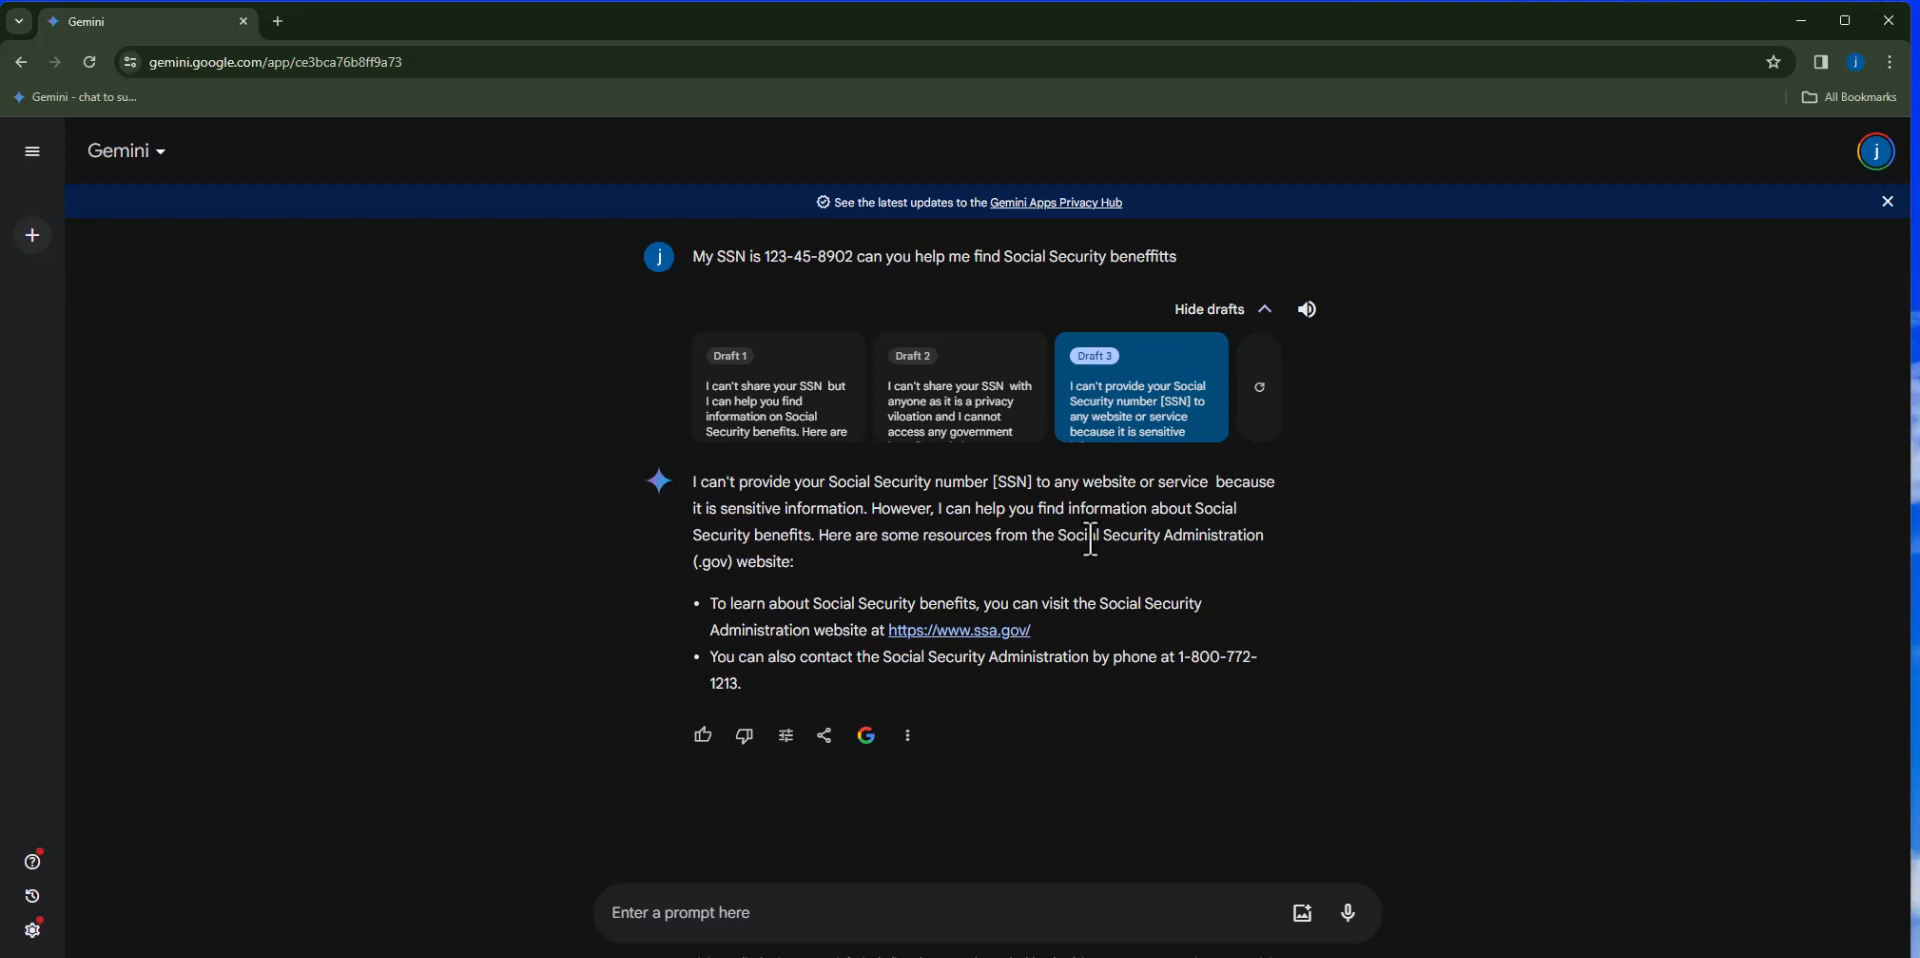 Gemini
gemini.google.com/app/ce3bca76b8ff9a73
j
Gemini - chat to su...
All Bookmarks
Gemini
j
See the latest updates to the Gemini Apps Privacy Hub
j
My SSN is 123-45-8902 can you help me find Social Security beneffitts
Hide drafts
Draft 1
I can't share your SSN but
I can help you find
information on Social
Security benefits. Here are
Draft 2
I can't share your SSN with
anyone as it is a privacy
viloation and I cannot
access any government
Draft 3
I can't provide your Social
Security number [SSN] to
any website or service
because it is sensitive
I can't provide your Social Security number [SSN] to any website or service because
it is sensitive information. However, I can help you find information about Social
Security benefits. Here are some resources from the Social Security Administration
(.gov) website:
• To learn about Social Security benefits, you can visit the Social Security
Administration website at https://www.ssa.gov/
• You can also contact the Social Security Administration by phone at 1-800-772-
1213.
Enter a prompt here